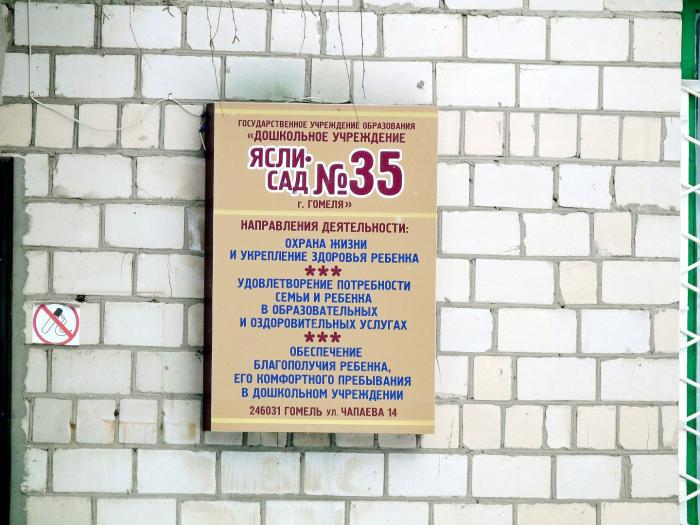 ГОСУДАРСТВЕННОЕ УЧРЕЖДЕНИЕ ОБРАЗОВАНИЯ
«ДОШКОЛЬНОЕ УЧРЕЖДЕНИЕ
ЯСЛИ-
САД №35
г. ГОМЕЛЯ»
НАПРАВЛЕНИЯ ДЕЯТЕЛЬНОСТИ:
ОХРАНА ЖИЗНИ
И УКРЕПЛЕНИЕ ЗДОРОВЬЯ РЕБЕНКА
***
УДОВЛЕТВОРЕНИЕ ПОТРЕБНОСТИ
СЕМЬИ И РЕБЕНКА
В ОБРАЗОВАТЕЛЬНЫХ
И ОЗДОРОВИТЕЛЬНЫХ УСЛУГАХ
***
ОБЕСПЕЧЕНИЕ
БЛАГОПОЛУЧИЯ РЕБЕНКА,
ЕГО КОМФОРТНОГО ПРЕБЫВАНИЯ
В ДОШКОЛЬНОМ УЧРЕЖДЕНИИ
246031 ГОМЕЛЬ ул. ЧАПАЕВА 14